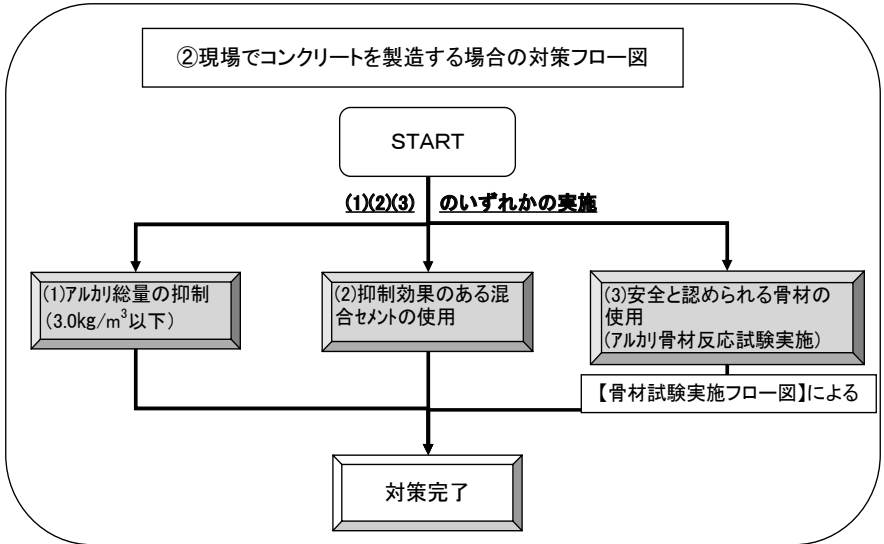 ②現場でコンクリートを製造する場合の対策フロー図
START
(1)(2)(3) のいずれかの実施
(1)アルカリ総量の抑制
(3.0kg/m³以下)
(2)抑制効果のある混
合セメントの使用
(3)安全と認められる骨材の
使用
(アルカリ骨材反応試験実施)
【骨材試験実施フロー図】による
対策完了